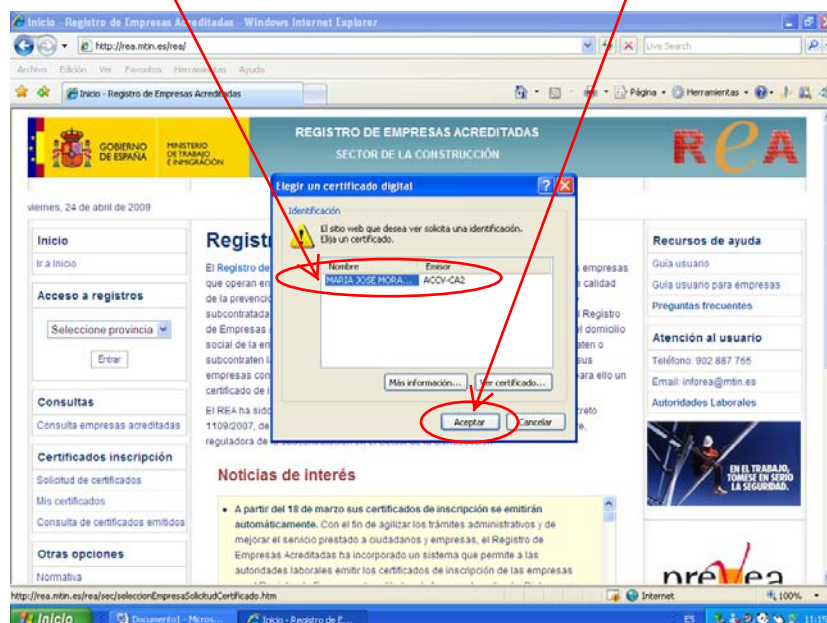 Inicio - Registro de Empresas Acreditadas - Windows Internet Explorer
http://rea.mtin.es/rea/
Live Search
Archivo Edición Ver Favoritos Herramientas Ayuda
Inicio - Registro de Empresas Acreditadas
Página Herramientas
GOBIERNO DE ESPAÑA
MINISTERIO DE TRABAJO E INMIGRACIÓN
REGISTRO DE EMPRESAS ACREDITADAS
SECTOR DE LA CONSTRUCCIÓN
ReA
viernes, 24 de abril de 2009
Inicio
Ir a Inicio
Acceso a registros
Seleccione provincia
Entrar
Consultas
Consulta empresas acreditadas
Certificados inscripción
Solicitud de certificados
Mis certificados
Consulta de certificados emitidos
Otras opciones
Normativa
Regist
El Registro de
empresas
que operan en
calidad
de la prevenció
subcontratada
Registro
de Empresas
domicilio
social de la em
aten o
subcontraten l
sus
empresas con
para ello un
certificado de i
El REA ha sido
creto
1109/2007, de
reguladora de
Elegir un certificado digital
Identificación
El sitio web que desea ver solicita una identificación.
Elija un certificado.
Nombre Emisor
MARIA JOSE MORA... ACCV-CA2
Más información... Ver certificado...
Aceptar Cancelar
Noticias de interés
A partir del 18 de marzo sus certificados de inscripción se emitirán
automáticamente. Con el fin de agilizar los trámites administrativos y de
mejorar el servicio prestado a ciudadanos y empresas, el Registro de
Empresas Acreditadas ha incorporado un sistema que permite a las
autoridades laborales emitir los certificados de inscripción de las empresas
Recursos de ayuda
Guía usuario
Guía usuario para empresas
Preguntas frecuentes
Atención al usuario
Teléfono: 902 887 765
Email: inforea@mtin.es
Autoridades Laborales
EN EL TRABAJO,
TÓMESE EN SERIO
LA SEGURIDAD.
prevea
http://rea.mtin.es/rea/sec/seleccionEmpresaSolicitudCertificado.htm
Internet
100%
Inicio
Documento1 - Micros...
Inicio - Registro de E...
ES
11:15